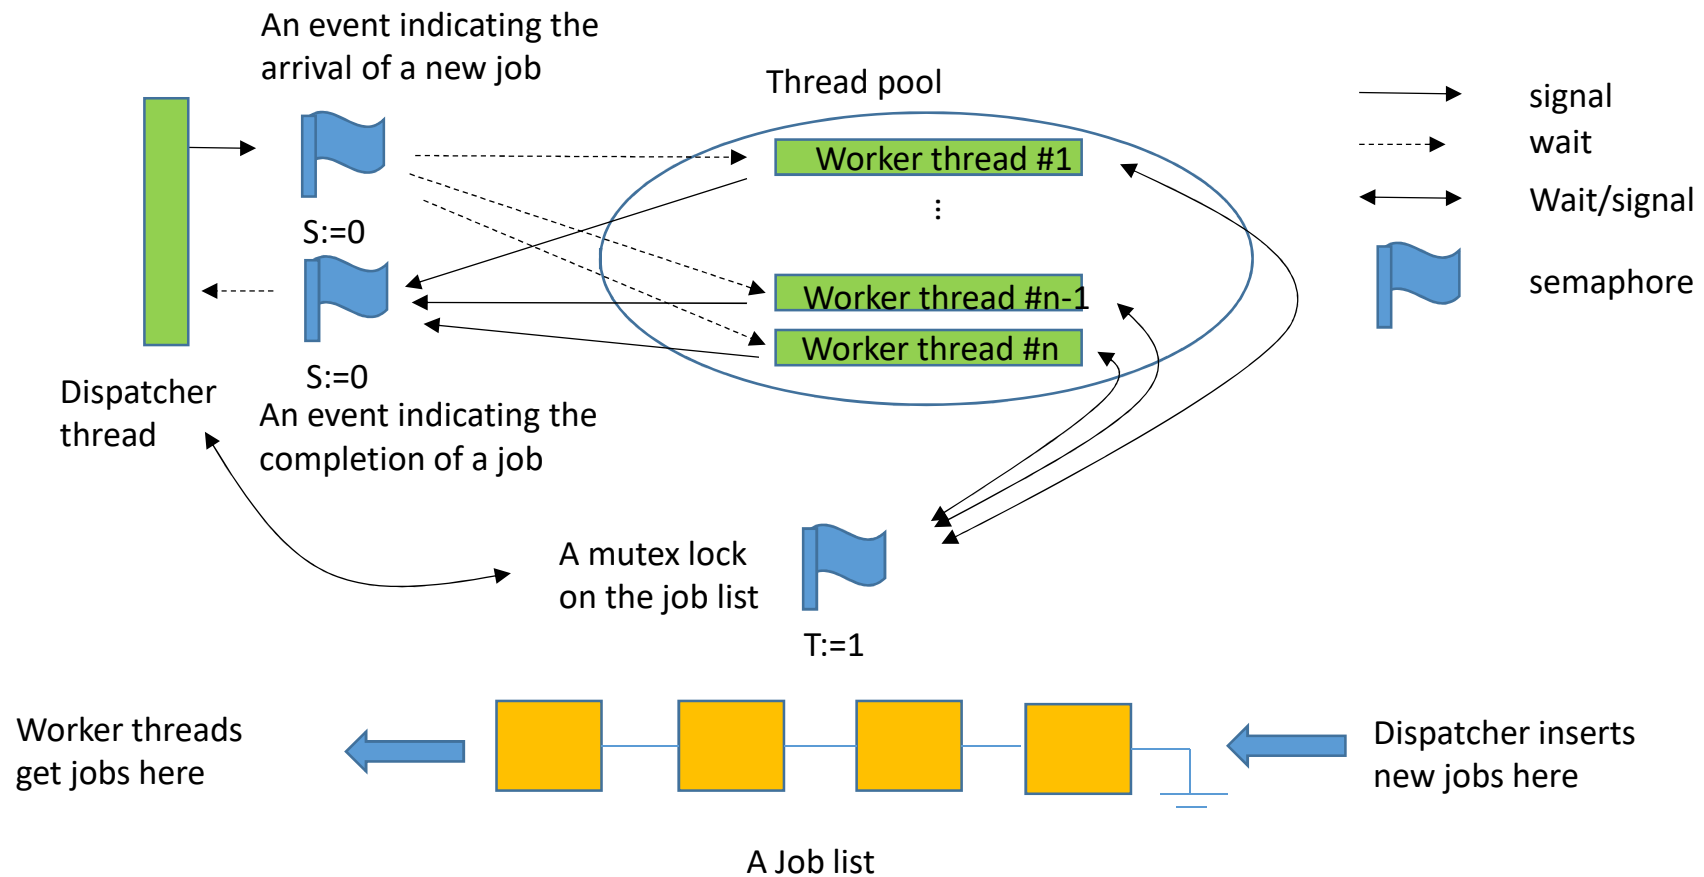 An event indicating the
arrival of a new job
Thread pool
signal
wait
Wait/signal
semaphore
Worker thread #1
...
Worker thread #n-1
Worker thread #n
S:=0
S:=0
Dispatcher
thread
An event indicating the
completion of a job
A mutex lock
on the job list
T:=1
Worker threads
get jobs here
Dispatcher inserts
new jobs here
A Job list